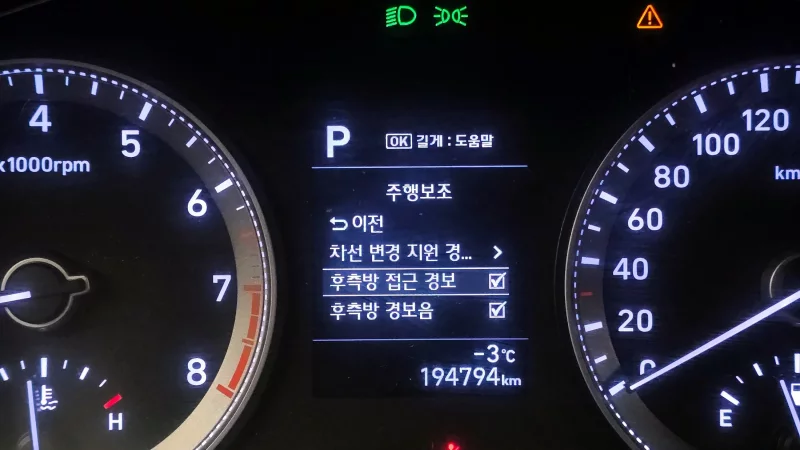 P
OK 길게 : 도움말
주행보조
이전
차선 변경 지원 경...
후측방 접근 경보
후측방 경보음
-3℃
194794km
x1000rpm
4
5
6
7
8
H
120
100
80
60
40
20
0
km
E